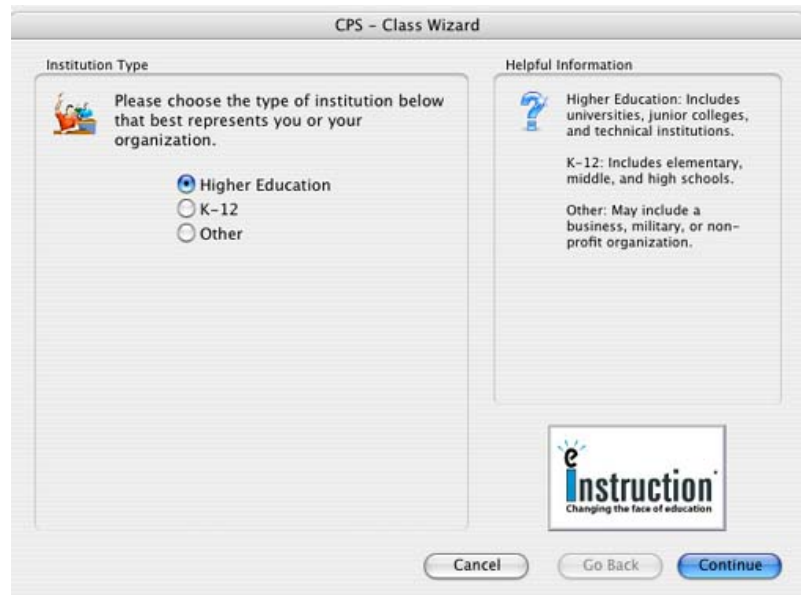 CPS – Class Wizard
Institution Type
Please choose the type of institution below
that best represents you or your
organization.
Higher Education
K–12
Other
Helpful Information
Higher Education: Includes
universities, junior colleges,
and technical institutions.
K–12: Includes elementary,
middle, and high schools.
Other: May include a
business, military, or non–
profit organization.
einstruction
Changing the face of education
Cancel
Go Back
Continue